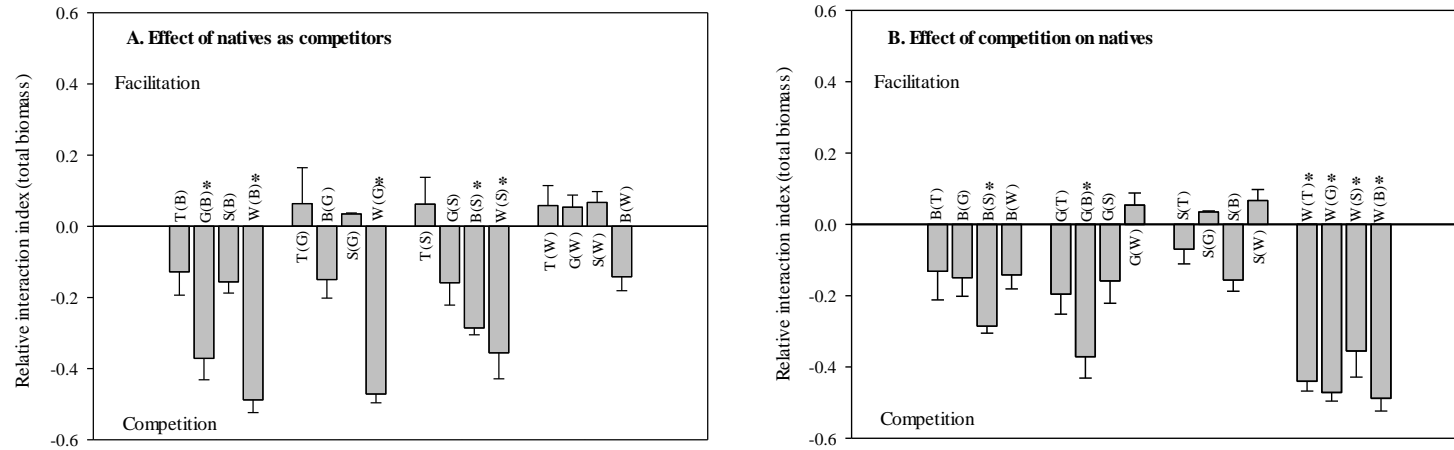 A. Effect of natives as competitors
Facilitation
Competition
Relative interaction index (total biomass)
0.6
0.4
0.2
0.0
-0.2
-0.4
-0.6
T(B)
G(B)*
S(B)
W(B)*
T(G)
B(G)
S(G)
W(G)*
T(S)
G(S)
B(S)*
W(S)*
T(W)
G(W)
S(W)
B(W)
B. Effect of competition on natives
Facilitation
Competition
Relative interaction index (total biomass)
0.6
0.4
0.2
0.0
-0.2
-0.4
-0.6
B(T)
B(G)
B(S)*
B(W)
G(T)
G(B)*
G(S)
G(W)
S(T)
S(G)
S(B)
S(W)
W(T)*
W(G)*
W(S)*
W(B)*